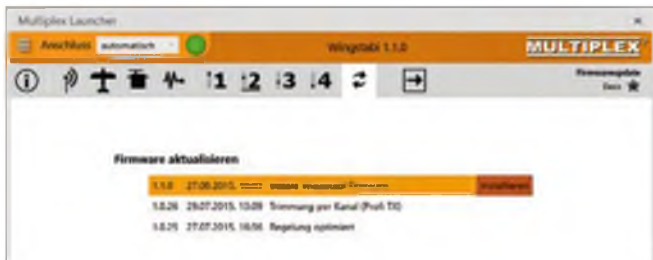 Multiplex Launcher
Anschluss automatisch
Wingstabi 1.1.0
MULTIPLEX
1 2 3 4
Firmwareupdate
Firmware aktualisieren
1.1.0 27.08.2015, Installieren
1.0.26 29.07.2015, 13:09 Trimmung per Kanal (Profi TX)
1.0.25 27.07.2015, 16:56 Regelung optimiert